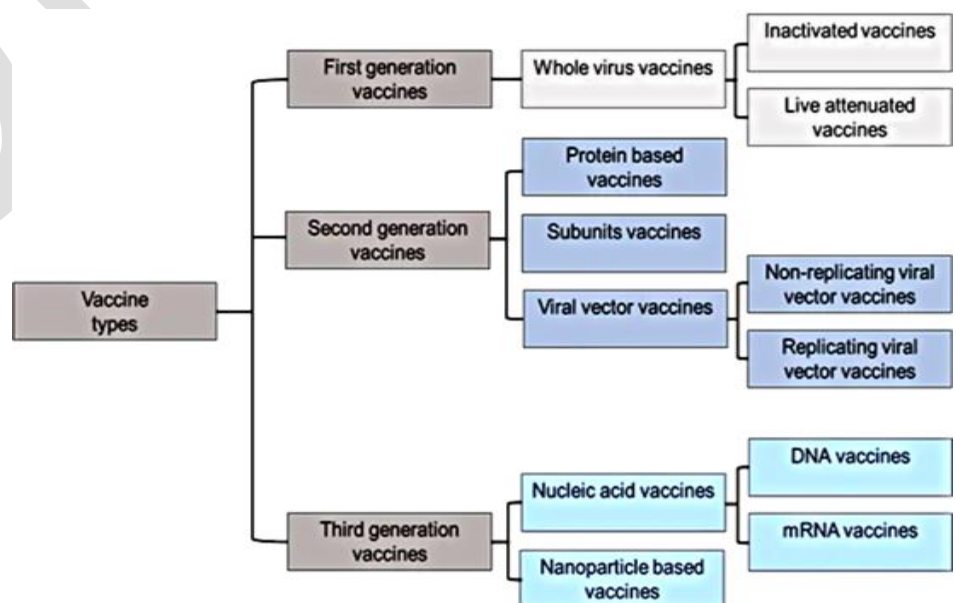 Vaccine
types
First generation
vaccines
Whole virus vaccines
Inactivated vaccines
Live attenuated
vaccines
Second generation
vaccines
Protein based
vaccines
Subunits vaccines
Viral vector vaccines
Non-replicating viral
vector vaccines
Replicating viral
vector vaccines
Third generation
vaccines
Nucleic acid vaccines
DNA vaccines
mRNA vaccines
Nanoparticle based
vaccines